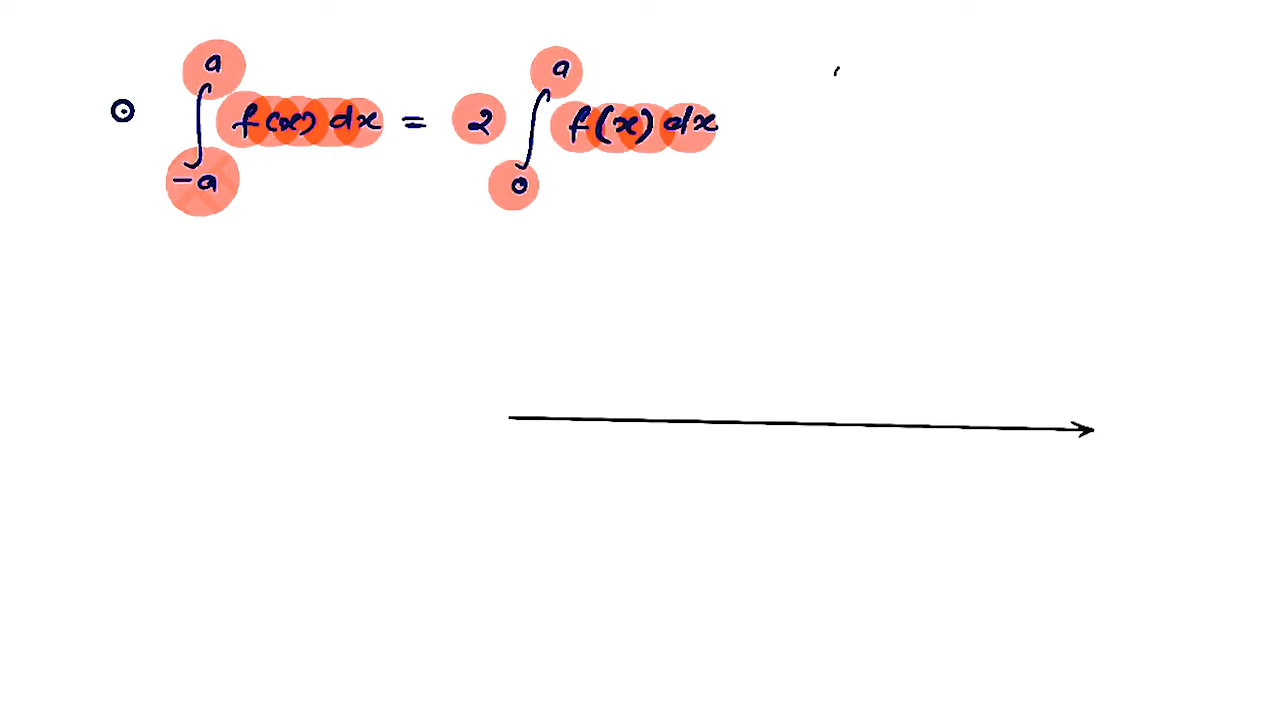 ⊙ ∫_{-a}^{a} f(x) dx = 2 ∫_{0}^{a} f(x) dx